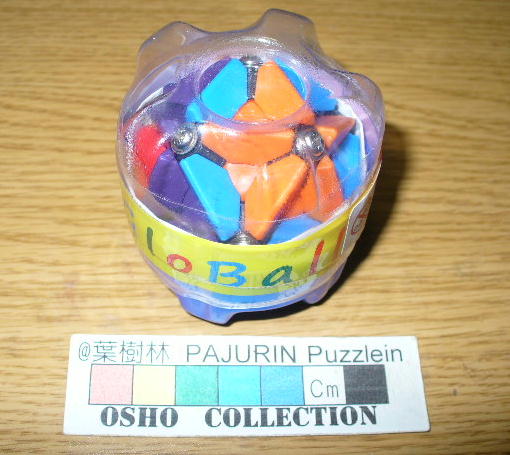 loBal
@葉樹林 PAJURIN Puzzlein
Cm
OSHO COLLECTION